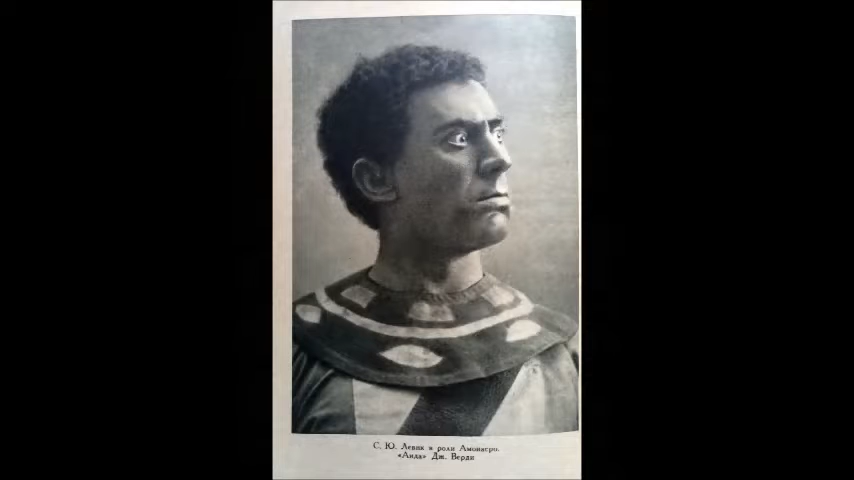 С. Ю. Левик в роли Амонасро.
«Аида» Дж. Верди